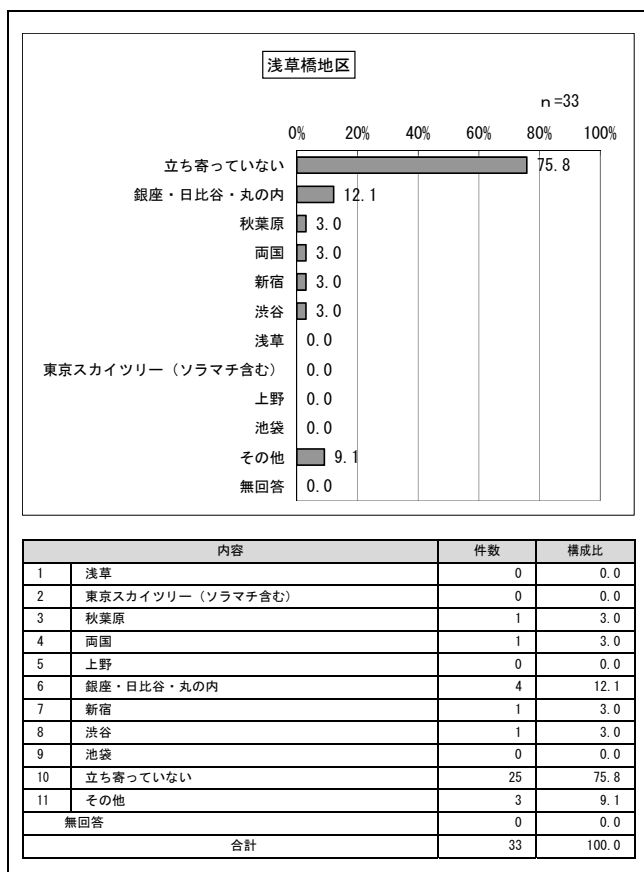 浅草橋地区
n=33
0% 20% 40% 60% 80% 100%
立ち寄っていない 75.8
銀座・日比谷・丸の内 12.1
秋葉原 3.0
両国 3.0
新宿 3.0
渋谷 3.0
浅草 0.0
東京スカイツリー（ソラマチ含む） 0.0
上野 0.0
池袋 0.0
その他 9.1
無回答 0.0
内容 件数 構成比
1 浅草 0 0.0
2 東京スカイツリー（ソラマチ含む） 0 0.0
3 秋葉原 1 3.0
4 両国 1 3.0
5 上野 0 0.0
6 銀座・日比谷・丸の内 4 12.1
7 新宿 1 3.0
8 渋谷 1 3.0
9 池袋 0 0.0
10 立ち寄っていない 25 75.8
11 その他 3 9.1
無回答 0 0.0
合計 33 100.0